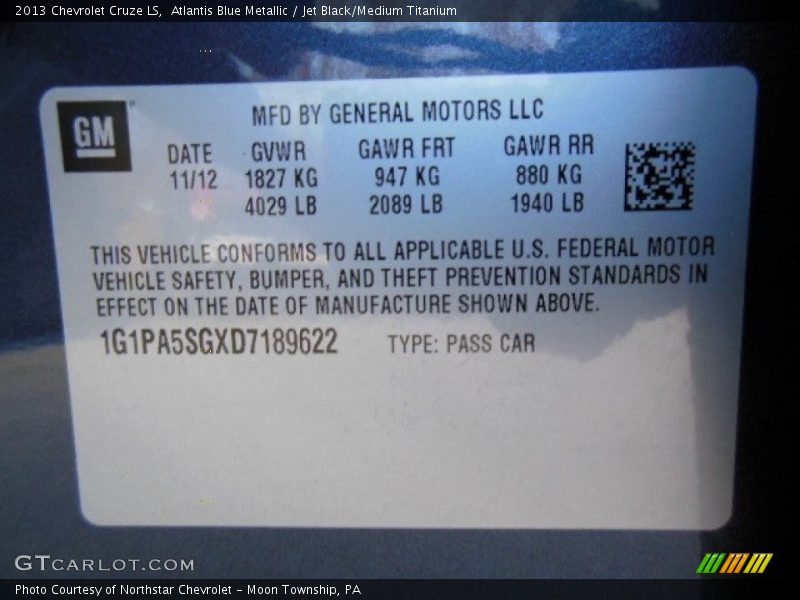 2013 Chevrolet Cruze LS,  Atlantis Blue Metallic / Jet Black/Medium Titanium
GM
MFD BY GENERAL MOTORS LLC
DATE GVWR GAWR FRT GAWR RR
11/12 1827 KG 947 KG 880 KG
4029 LB 2089 LB 1940 LB
THIS VEHICLE CONFORMS TO ALL APPLICABLE U.S. FEDERAL MOTOR
VEHICLE SAFETY, BUMPER, AND THEFT PREVENTION STANDARDS IN
EFFECT ON THE DATE OF MANUFACTURE SHOWN ABOVE.
1G1PA5SGXD7189622 TYPE: PASS CAR
GTCARLOT.COM
Photo Courtesy of Northstar Chevrolet - Moon Township, PA